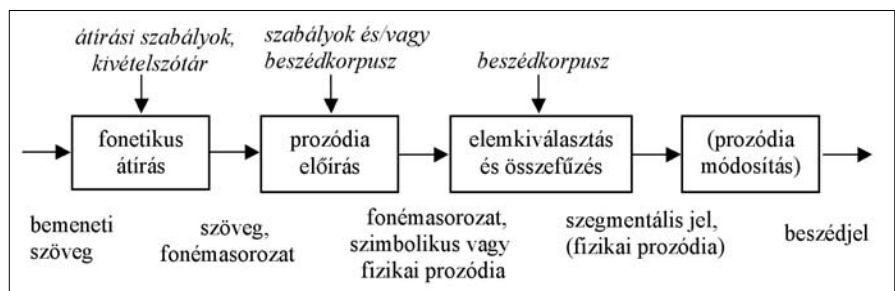 átírási szabályok,
kivételszótár
szabályok és/vagy
beszédkorpusz
beszédkorpusz
fonetikus
átírás
prozódia
előírás
elemkiválasztás
és összefűzés
(prozódia
módosítás)
bemeneti
szöveg
szöveg,
fonémasorozat
fonémasorozat,
szimbolikus vagy
fizikai prozódia
szegmentális jel,
(fizikai prozódia)
beszédjel